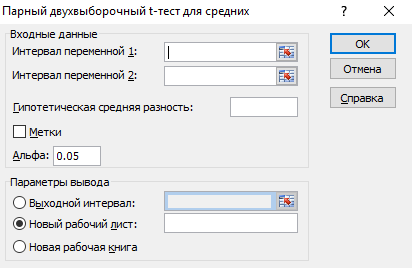 Парный двухвыборочный t-тест для средних
Входные данные
Интервал переменной 1:
OK
Интервал переменной 2:
Отмена
Гипотетическая средняя разность:
Справка
Метки
Альфа: 0.05
Параметры вывода
Выходной интервал:
Новый рабочий лист:
Новая рабочая книга